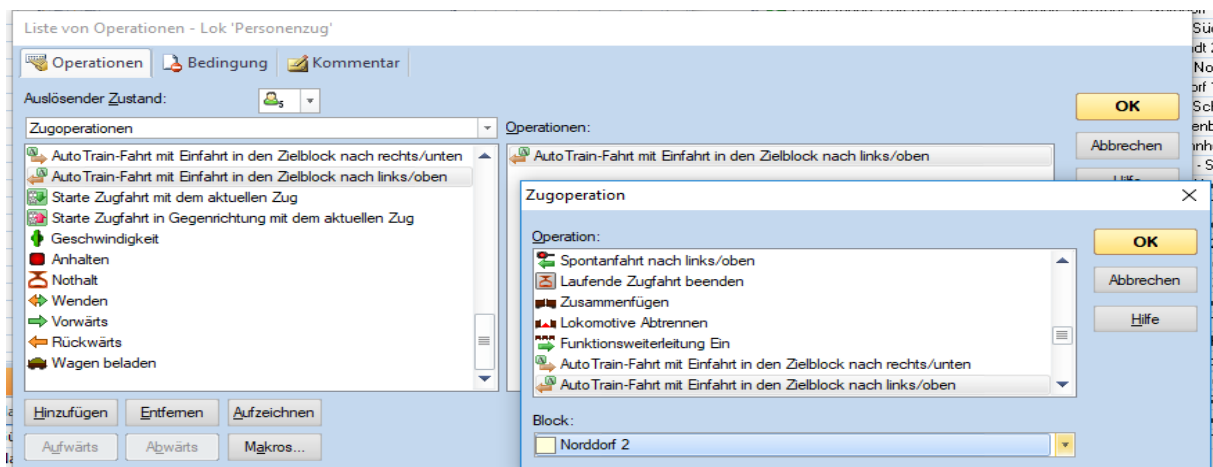 Liste von Operationen - Lok 'Personenzug'
Operationen
Bedingung
Kommentar
Auslösender Zustand:
5
OK
Abbrechen
Zugoperationen
Operationen:
AutoTrain-Fahrt mit Einfahrt in den Zielblock nach rechts/unten
AutoTrain-Fahrt mit Einfahrt in den Zielblock nach links/oben
Starte Zugfahrt mit dem aktuellen Zug
Starte Zugfahrt in Gegenrichtung mit dem aktuellen Zug
Geschwindigkeit
Anhalten
Nothalt
Wenden
Vorwärts
Rückwärts
Wagen beladen
Hinzufügen
Entfernen
Aufzeichnen
Aufwärts
Abwärts
Makros...
AutoTrain-Fahrt mit Einfahrt in den Zielblock nach links/oben
Zugoperation
Operation:
Spontanfahrt nach links/oben
Laufende Zugfahrt beenden
Zusammenfügen
Lokomotive Abtrennen
Funktionsweiterleitung Ein
AutoTrain-Fahrt mit Einfahrt in den Zielblock nach rechts/unten
AutoTrain-Fahrt mit Einfahrt in den Zielblock nach links/oben
OK
Abbrechen
Hilfe
Block:
Norddorf 2